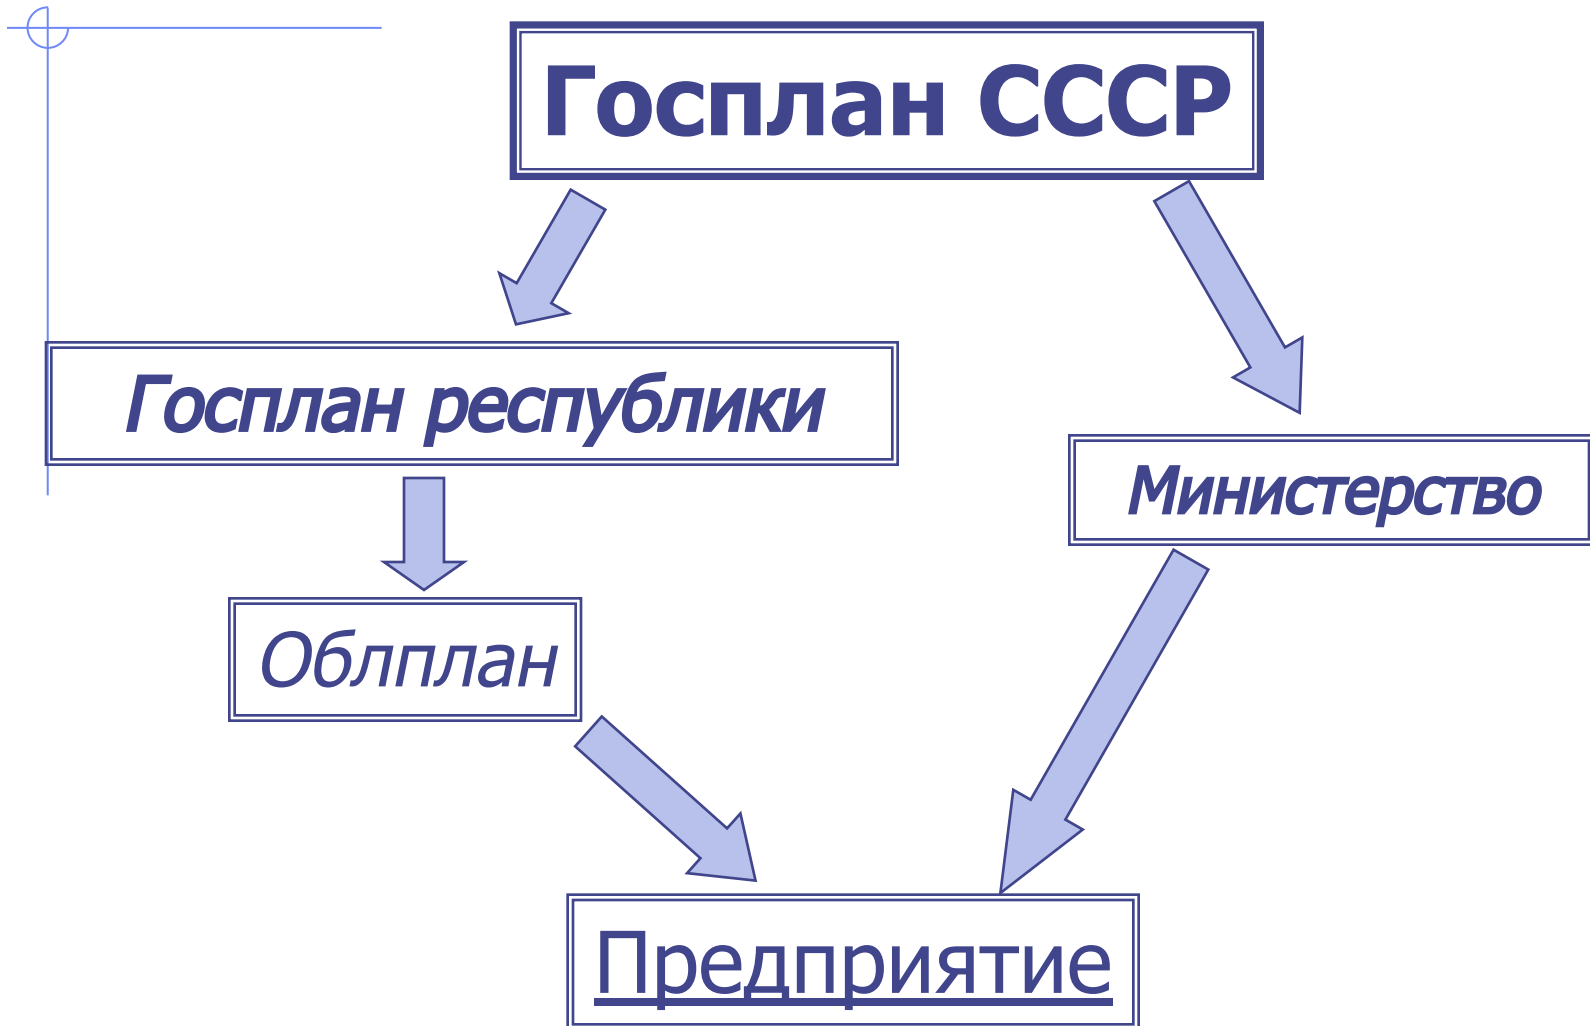 Госплан СССР
Госплан республики
Министерство
Облплан
Предприятие